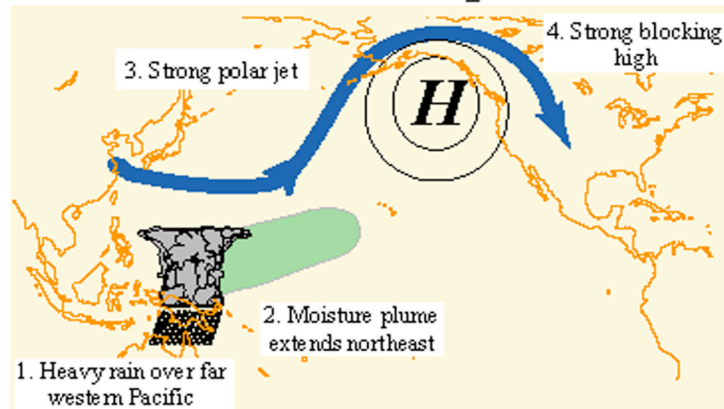 3. Strong polar jet
4. Strong blocking
high
H
2. Moisture plume
extends northeast
1. Heavy rain over far
western Pacific